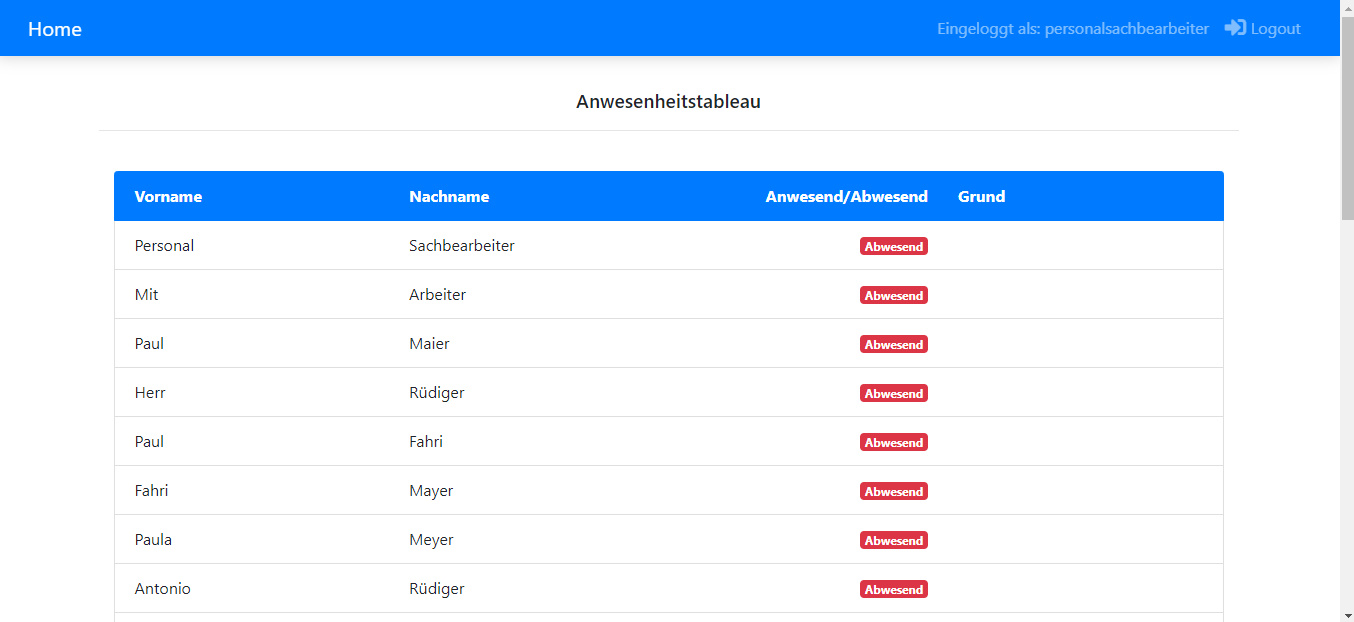 Home Eingeloggt als: personalsachbearbeiter Logout
Anwesenheitstableau
Vorname Nachname Anwesend/Abwesend Grund
Personal Sachbearbeiter Abwesend
Mit Arbeiter Abwesend
Paul Maier Abwesend
Herr Rüdiger Abwesend
Paul Fahri Abwesend
Fahri Mayer Abwesend
Paula Meyer Abwesend
Antonio Rüdiger Abwesend